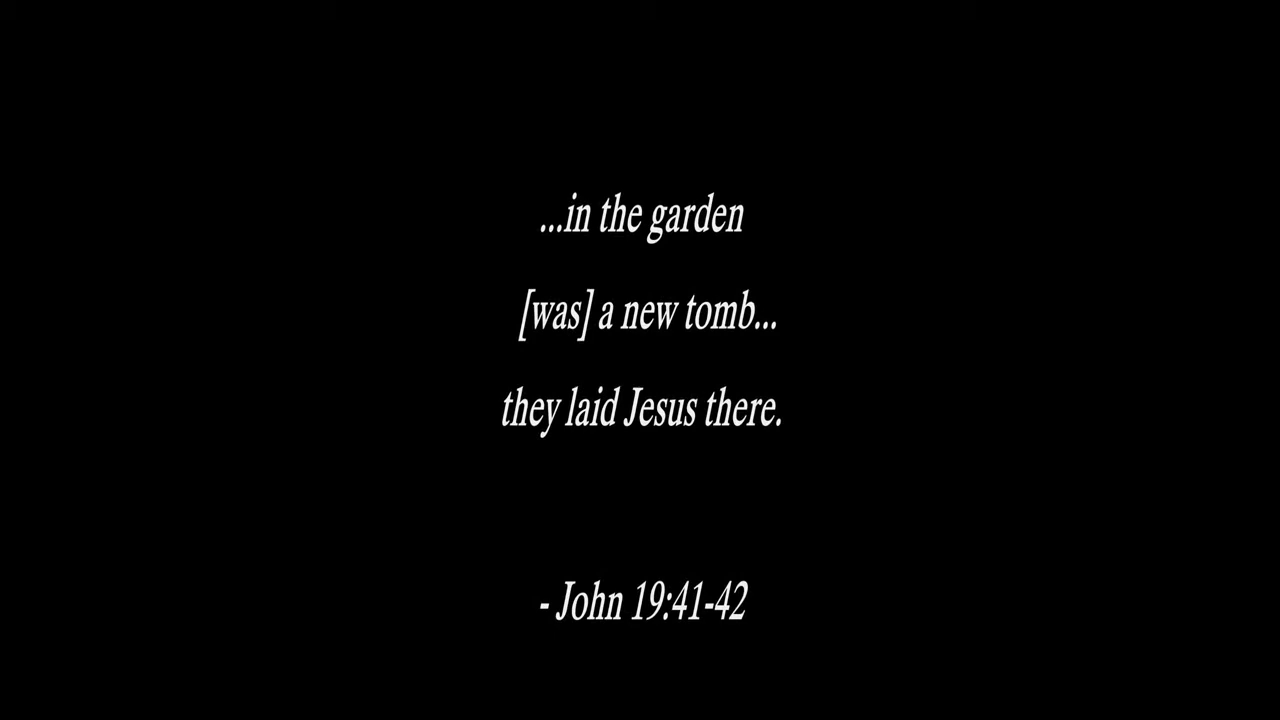 ...in the garden
[was] a new tomb...
they laid Jesus there.
- John 19:41-42